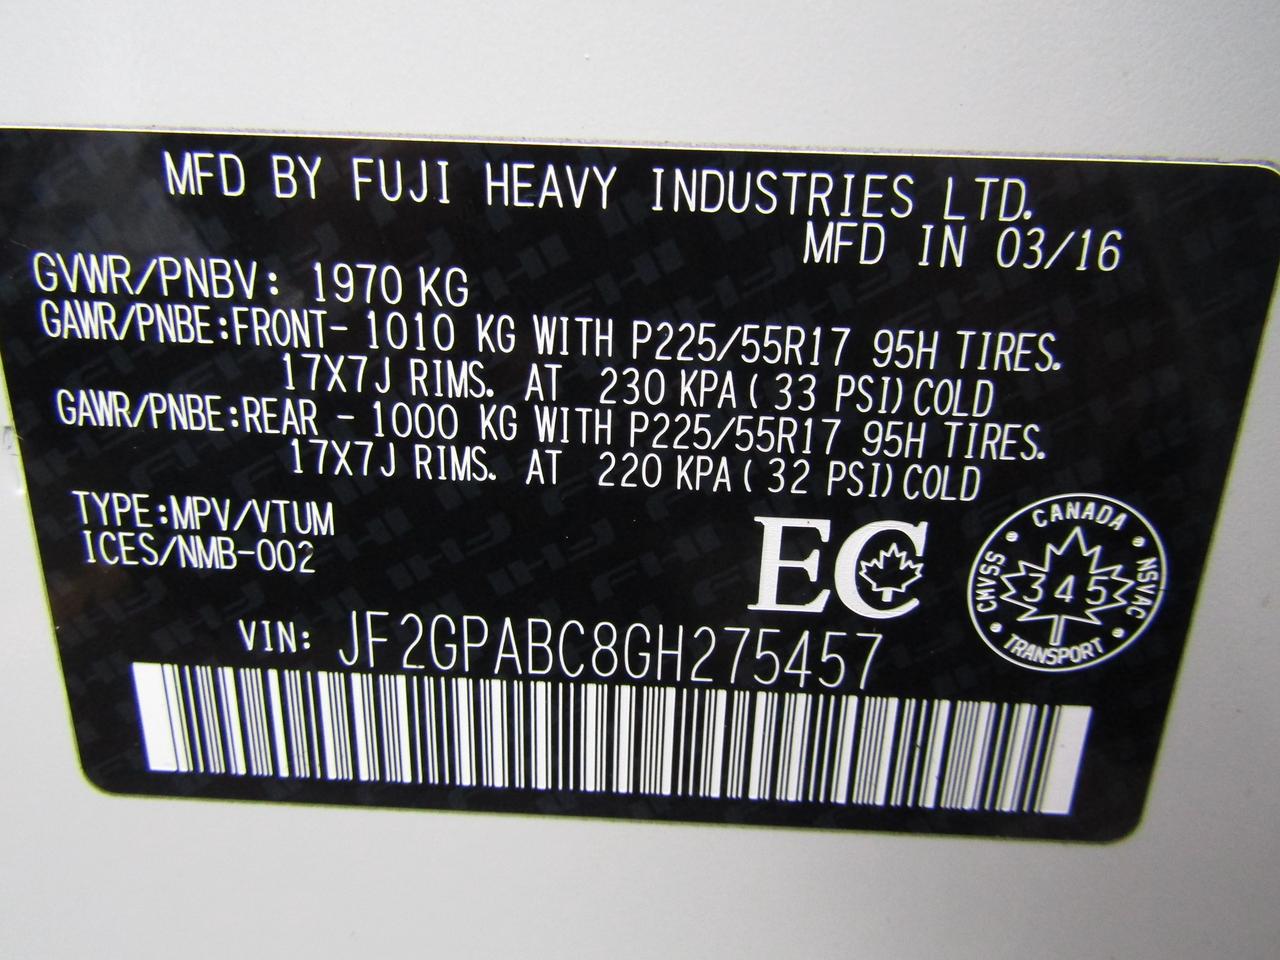 MFD BY FUJI HEAVY INDUSTRIES LTD.
MFD IN 03/16
GVWR/PNBV: 1970 KG
GAWR/PNBE:FRONT- 1010 KG WITH P225/55R17 95H TIRES.
17X7J RIMS. AT 230 KPA( 33 PSI)COLD
GAWR/PNBE:REAR - 1000 KG WITH P225/55R17 95H TIRES.
17X7J RIMS. AT 220 KPA( 32 PSI)COLD
TYPE:MPV/VTUM
ICES/NMB-002
EC
CANADA
CMVSS
345
NSVAC
TRANSPORT
VIN: JF2GPABC8GH275457